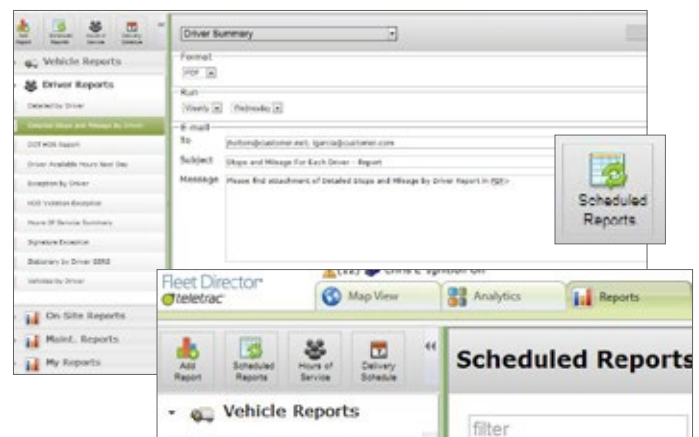 Add Report
Scheduled Reports
Hours of Service
Delivery Schedule
Vehicle Reports
Driver Reports
Detailed by Driver
Detailed Stops and Mileage by Driver
DOT HOS Report
Driver Available Hours Next Day
Exception by Driver
HOS Violation Exception
Hours Of Service Summary
Signature Exception
Stationary by Driver
Vehicles by Driver
On Site Reports
Maint. Reports
My Reports
Driver Summary
Format
PDF
Run
Weekly
Wednesday
E-mail
To
Subject
Stops and Mileage For Each Driver - Report
Message
Please find attachment of Detailed Stops and Mileage By Driver Report in PDF>
Scheduled
Reports
Fleet Director
teletrac
Map View
Analytics
Reports
Add
Report
Scheduled
Reports
Hours of
Service
Delivery
Schedule
Scheduled Reports
Vehicle Reports
filter